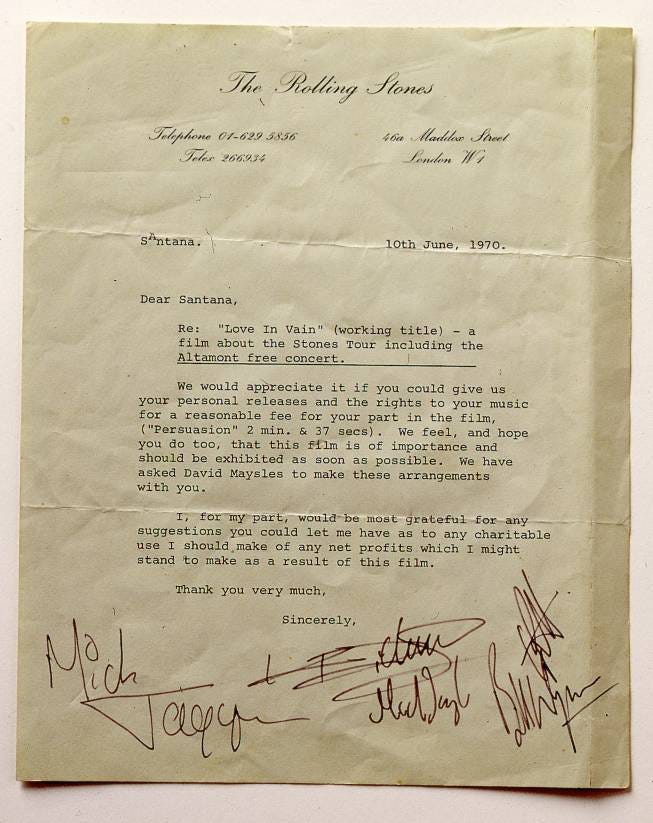 The Rolling Stones
Telephone 01-629 5856
46a Maddox Street
Telex 266934
London W1
SAntana.
10th June, 1970.
Dear Santana,
Re: "Love In Vain" (working title) - a
film about the Stones Tour including the
Altamont free concert.
We would appreciate it if you could give us
your personal releases and the rights to your music
for a reasonable fee for your part in the film,
("Persuasion" 2 min. & 37 secs). We feel, and hope
you do too, that this film is of importance and
should be exhibited as soon as possible. We have
asked David Maysles to make these arrangements
with you.
I, for my part, would be most grateful for any
suggestions you could let me have as to any charitable
use I should make of any net profits which I might
stand to make as a result of this film.
Thank you very much,
Sincerely,
Mick
Jagger
Bill Wyman